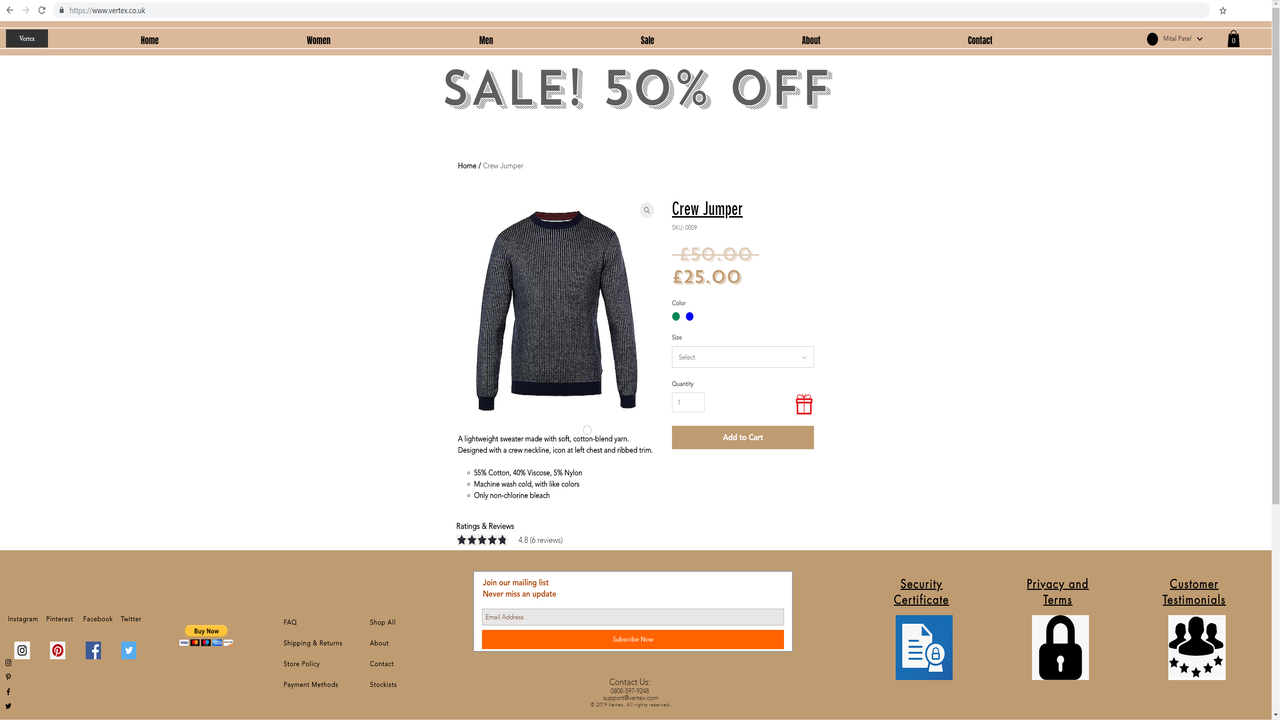 https://www.vertex.co.uk
Vertex
Home
Women
Men
Sale
About
Contact
Mital Patel
0
SALE! 50% OFF
Home / Crew Jumper
Crew Jumper
SKU: 0009
£50.00
£25.00
Color
Size
Select
Quantity
1
Add to Cart
A lightweight sweater made with soft, cotton-blend yarn.
Designed with a crew neckline, icon at left chest and ribbed trim.
55% Cotton, 40% Viscose, 5% Nylon
Machine wash cold, with like colors
Only non-chlorine bleach
Ratings & Reviews
4.8 (6 reviews)
Instagram
Pinterest
Facebook
Twitter
Buy Now
FAQ
Shipping & Returns
Store Policy
Payment Methods
Shop All
About
Contact
Stockists
Join our mailing list
Never miss an update
Email Address
Subscribe Now
Contact Us:
0808-597-9248
support@vertex.com
© 2019 Vertex. All rights reserved.
Security
Certificate
Privacy and
Terms
Customer
Testimonials